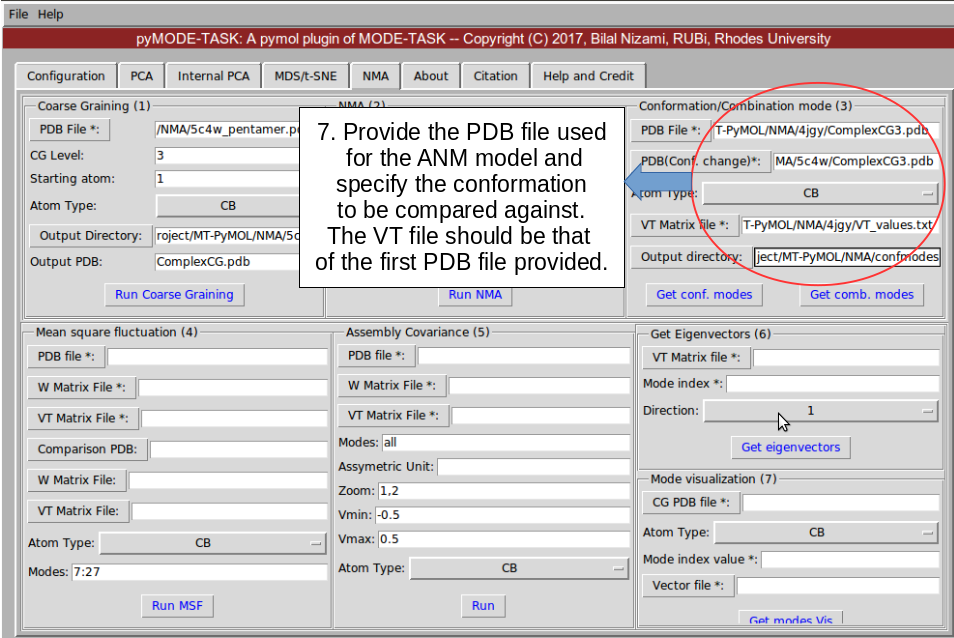 File Help
pyMODE-TASK: A pymol plugin of MODE-TASK -- Copyright (C) 2017, Bilal Nizami, RUBi, Rhodes University
Configuration PCA Internal PCA MDS/t-SNE NMA About Citation Help and Credit
Coarse Graining (1)
PDB File *: /NMA/5c4w_pentamer.p
CG Level: 3
Starting atom: 1
Atom Type: CB
Output Directory: roject/MT-PyMOL/NMA/5c
Output PDB: ComplexCG.pdb
Run Coarse Graining
NMA (2)
7. Provide the PDB file used
for the ANM model and
specify the conformation
to be compared against.
The VT file should be that
of the first PDB file provided.
Run NMA
Conformation/Combination mode (3)
PDB File *: T-PyMOL/NMA/4jgy/ComplexCG3.pdb
PDB(Conf. change)*: MA/5c4w/ComplexCG3.pdb
Atom Type: CB
VT Matrix file *: T-PyMOL/NMA/4jgy/VT_values.txt
Output directory: ject/MT-PyMOL/NMA/confmodes
Get conf. modes Get comb. modes
Mean square fluctuation (4)
PDB file *:
W Matrix File *:
VT Matrix File *:
Comparison PDB:
W Matrix File:
VT Matrix File:
Atom Type: CB
Modes: 7:27
Run MSF
Assembly Covariance (5)
PDB file *:
W Matrix File *:
VT Matrix File *:
Modes: all
Assymetric Unit:
Zoom: 1,2
Vmin: -0.5
Vmax: 0.5
Atom Type: CB
Run
Get Eigenvectors (6)
VT Matrix file *:
Mode index *:
Direction: 1
Get eigenvectors
Mode visualization (7)
CG PDB file *:
Atom Type: CB
Mode index value *:
Vector file *:
Get modes Vis